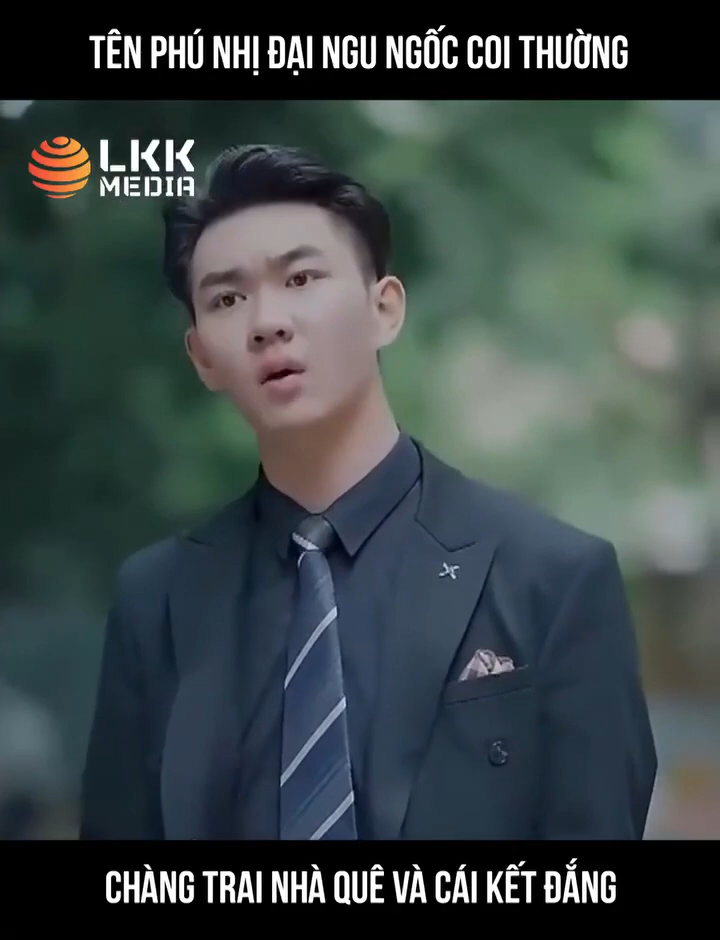 TÊN PHÚ NHỊ ĐẠI NGU NGỐC COI THƯỜNG
LKK
MEDIA
CHÀNG TRAI NHÀ QUÊ VÀ CÁI KẾT ĐẮNG